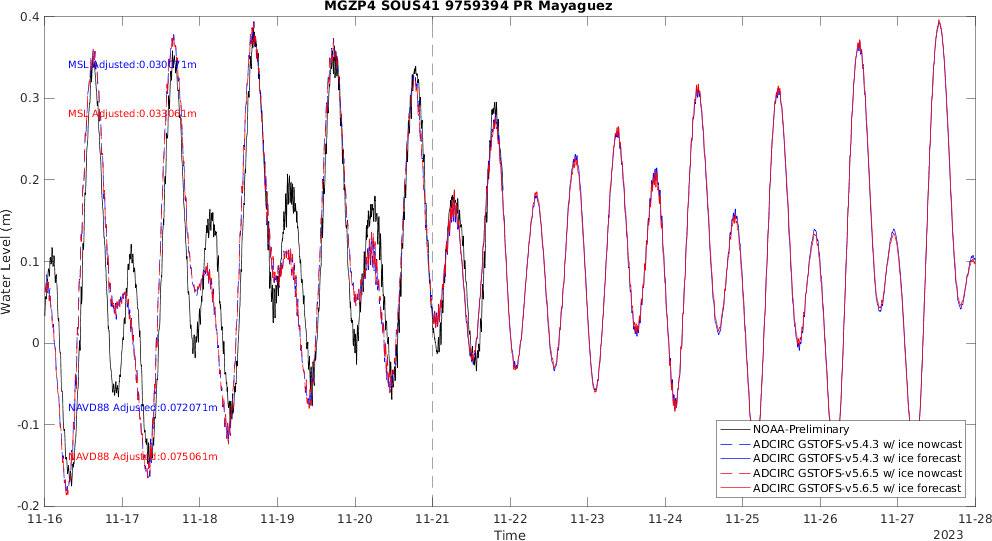 MGZP4 SOUS41 9759394 PR Mayaguez
Water Level (m)
0.4
0.3
0.2
0.1
0
-0.1
-0.2
MSL Adjusted:0.030071m
MSL Adjusted:0.033061m
NAVD88 Adjusted:0.072071m
NAVD88 Adjusted:0.075061m
NOAA-Preliminary
ADCIRC GSTOFS-v5.4.3 w/ ice nowcast
ADCIRC GSTOFS-v5.4.3 w/ ice forecast
ADCIRC GSTOFS-v5.6.5 w/ ice nowcast
ADCIRC GSTOFS-v5.6.5 w/ ice forecast
11-16 11-17 11-18 11-19 11-20 11-21 11-22 11-23 11-24 11-25 11-26 11-27 11-28
Time
2023